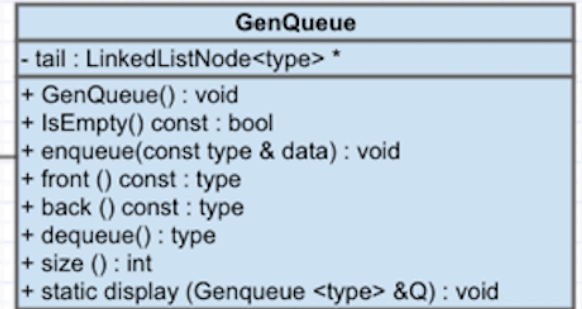 GenQueue
- tail : LinkedListNode<type> *
+ GenQueue() : void
+ IsEmpty() const : bool
+ enqueue(const type & data) : void
+ front () const : type
+ back () const : type
+ dequeue() : type
+ size () : int
+ static display (Genqueue <type> &Q) : void